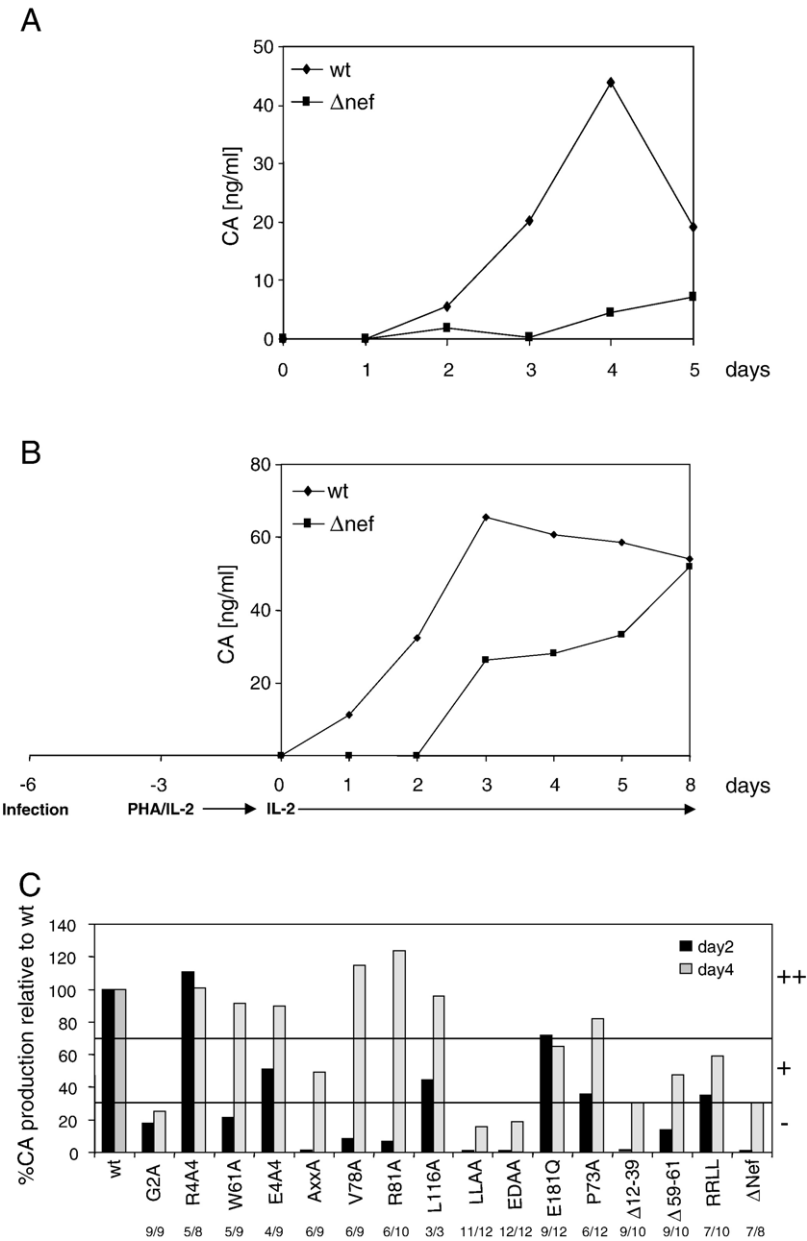 A
50
40
30
20
10
0
CA [ng/ml]
wt
Δnef
0 1 2 3 4 5 days
B
80
60
40
20
CA [ng/ml]
wt
Δnef
-6 -3 0 1 2 3 4 5 8 days
Infection PHA/IL-2 IL-2
C
%CA production relative to wt
140
120
100
80
60
40
20
0
day2
day4
++
+
-
wt G2A R4A4 W61A E4A4 AxxA V78A R81A L116A LLAA EDAA E181Q P73A Δ12-39 Δ 59-61 RRLL ΔNef
9/9 5/8 5/9 4/9 6/9 6/9 6/10 3/3 11/12 12/12 9/12 6/12 9/10 9/10 7/10 7/8